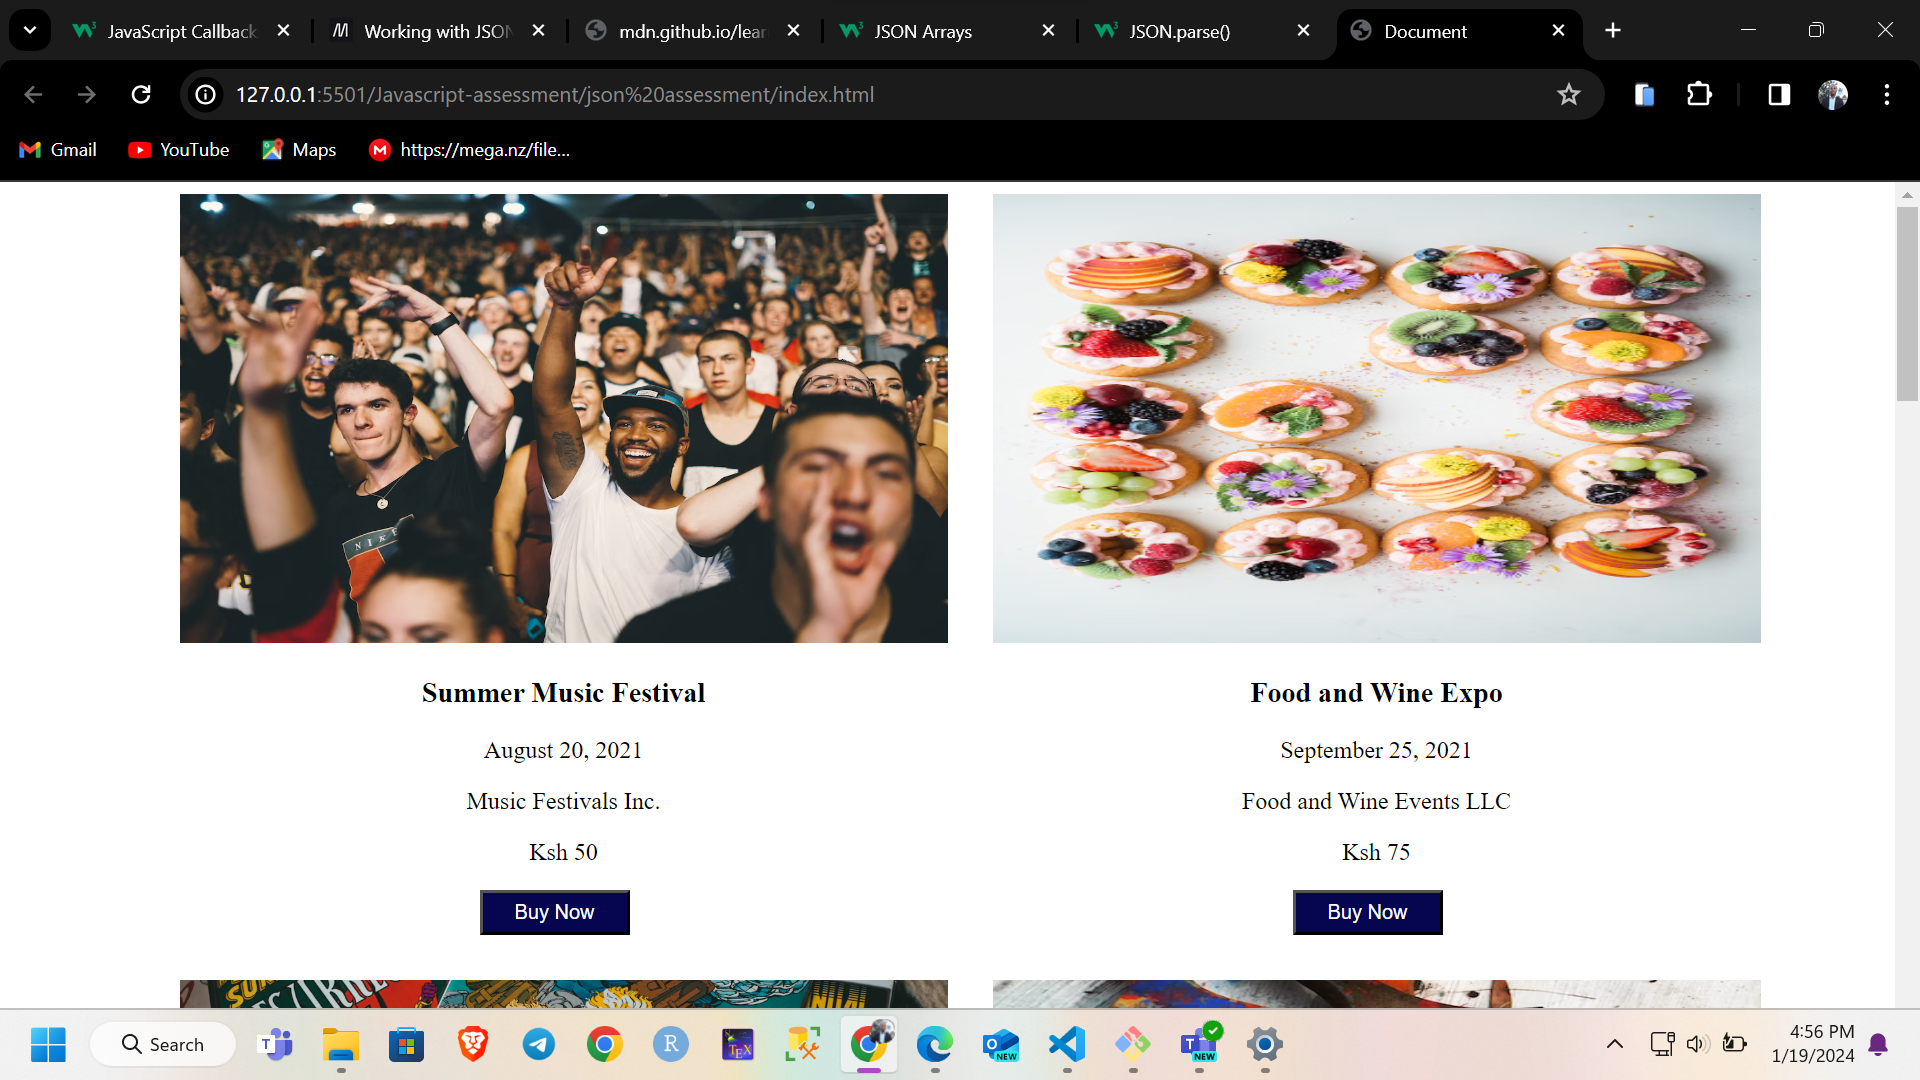 JavaScript Callback
Working with JSON
mdn.github.io/lear
JSON Arrays
JSON.parse()
Document
127.0.0.1:5501/Javascript-assessment/json%20assessment/index.html
Gmail
YouTube
Maps
https://mega.nz/file...
NIKE
Summer Music Festival
August 20, 2021
Music Festivals Inc.
Ksh 50
Buy Now
Food and Wine Expo
September 25, 2021
Food and Wine Events LLC
Ksh 75
Buy Now
Search
NEW
NEW
4:56 PM
1/19/2024